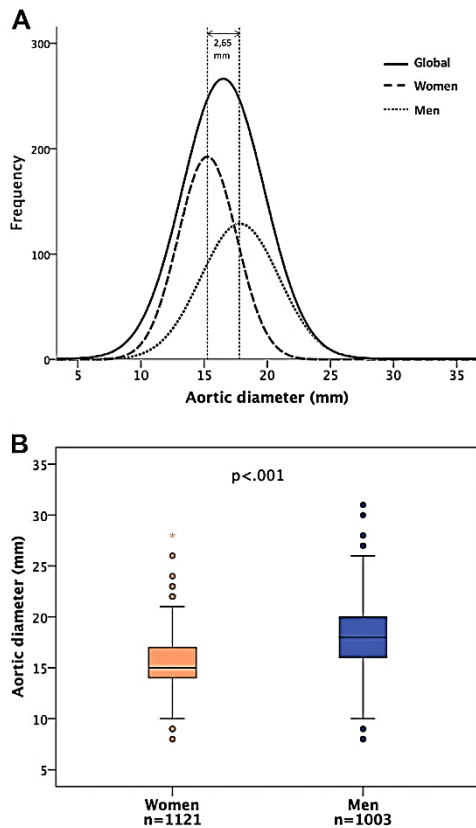 A
2,65
mm
300
200
100
0
Frequency
Global
Women
Men
5 10 15 20 25 30 35
Aortic diameter (mm)
B
p<.001
35
30
25
20
15
10
5
Aortic diameter (mm)
Women Men
n=1121 n=1003